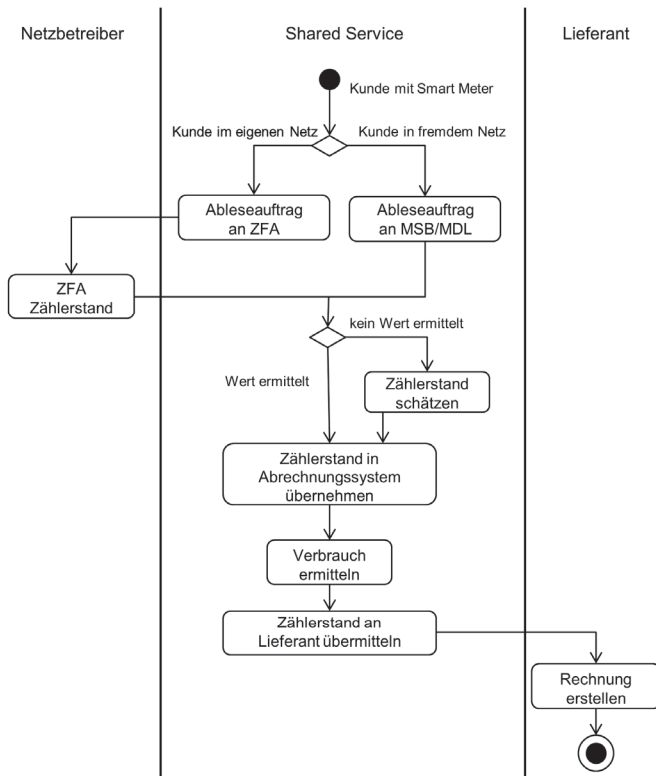 Netzbetreiber
Shared Service
Lieferant
Kunde mit Smart Meter
Kunde im eigenen Netz
Kunde in fremdem Netz
Ableseauftrag
an ZFA
Ableseauftrag
an MSB/MDL
ZFA
Zählerstand
kein Wert ermittelt
Wert ermittelt
Zählerstand
schätzen
Zählerstand in
Abrechnungssystem
übernehmen
Verbrauch
ermitteln
Zählerstand an
Lieferant übermitteln
Rechnung
erstellen